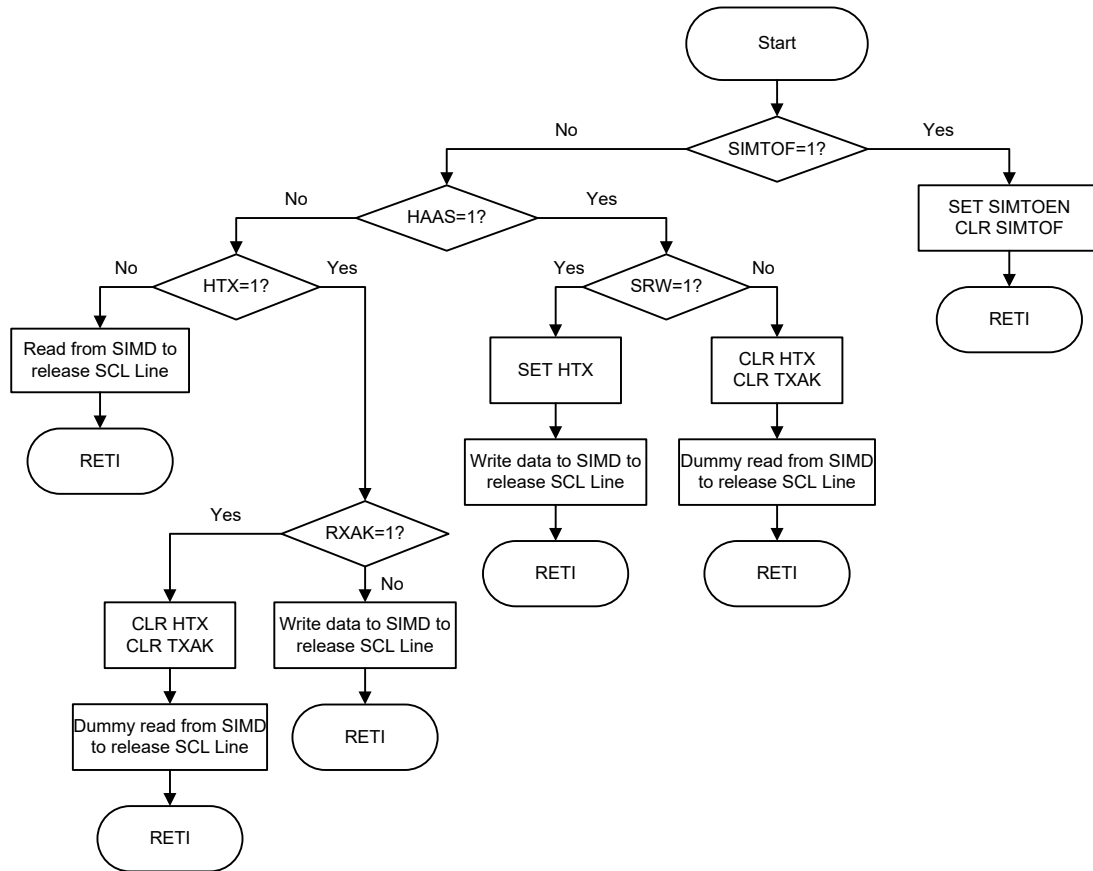 Start
No
Yes
SIMTOF=1?
No
Yes
HAAS=1?
SET SIMTOEN
CLR SIMTOF
No
Yes
Yes
No
HTX=1?
SRW=1?
RETI
Read from SIMD to
release SCL Line
SET HTX
CLR HTX
CLR TXAK
RETI
Write data to SIMD to
release SCL Line
Dummy read from SIMD
to release SCL Line
Yes
RXAK=1?
RETI
RETI
No
CLR HTX
CLR TXAK
Write data to SIMD to
release SCL Line
Dummy read from SIMD
to release SCL Line
RETI
RETI